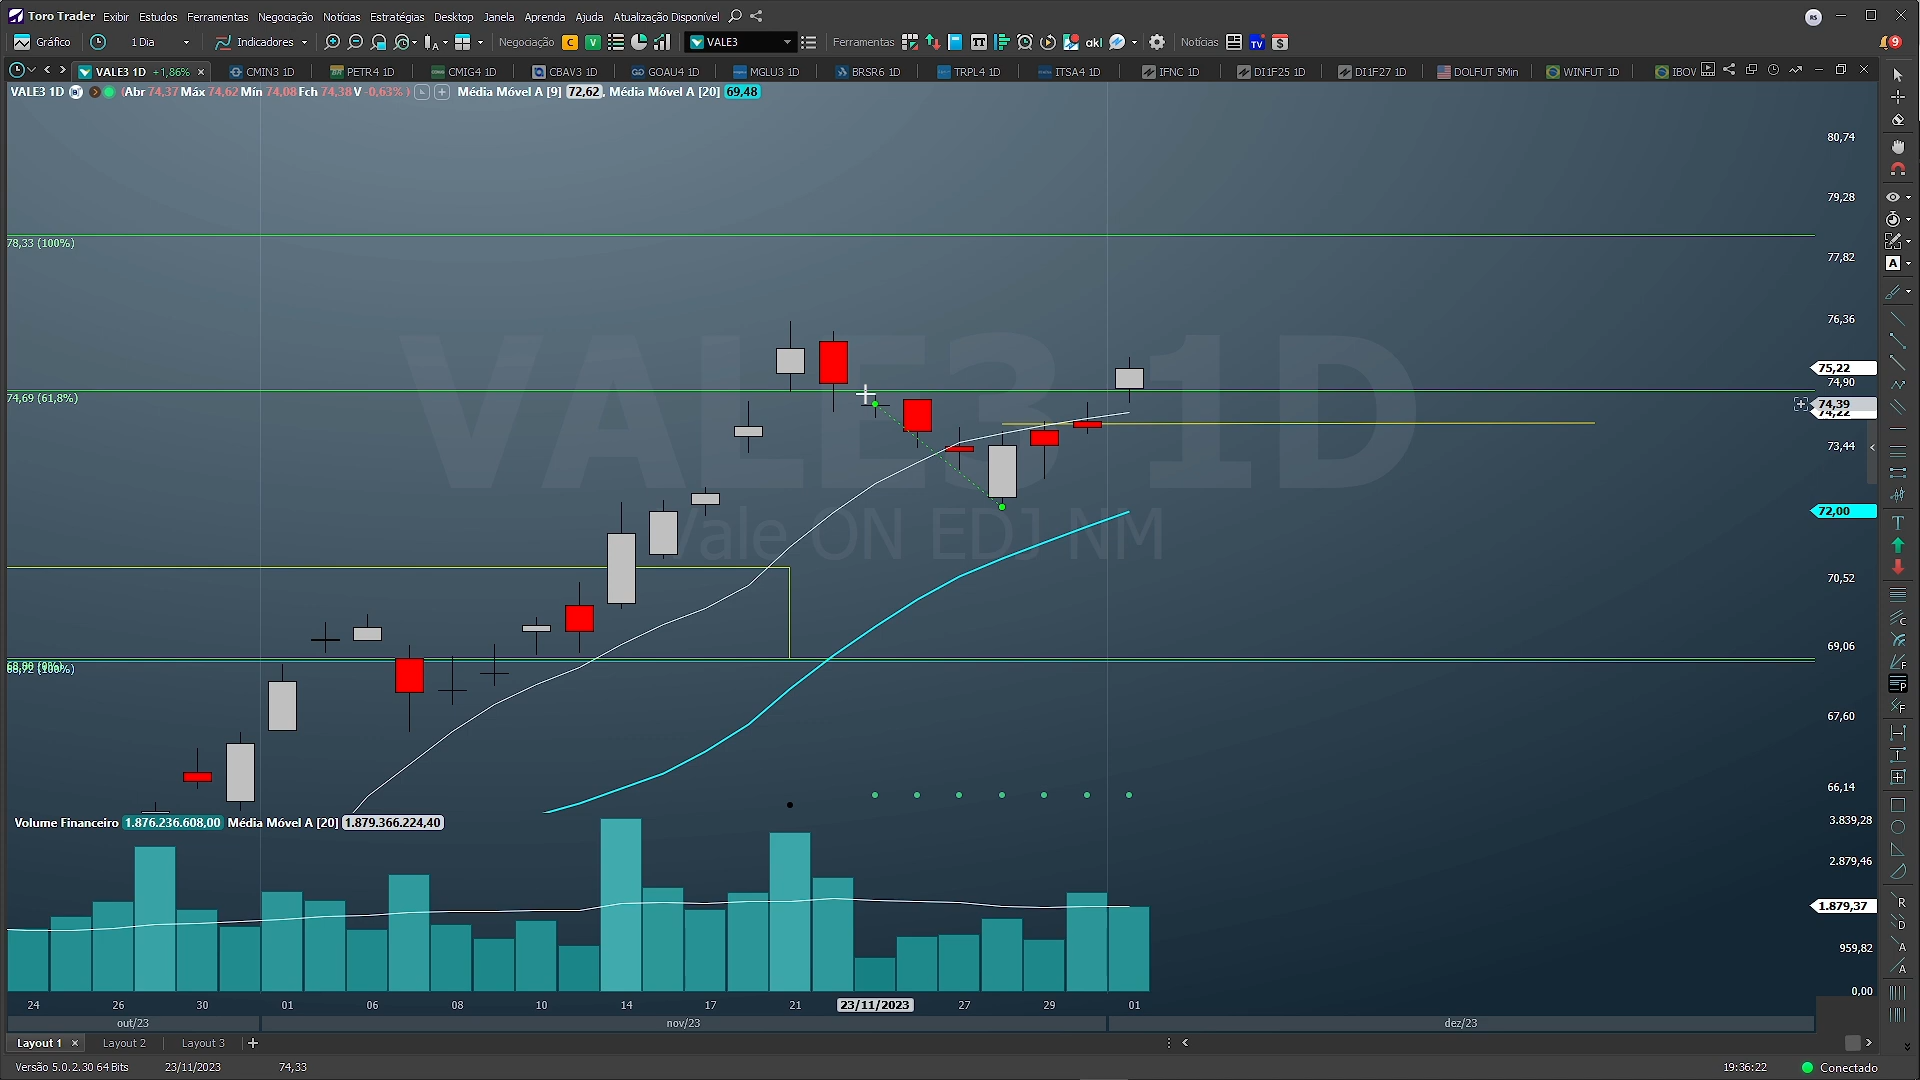 Toro Trader Exibir Estudos Ferramentas Negociação Notícias Estratégias Desktop Janela Aprenda Ajuda Atualização Disponível RS
Gráfico 1 Dia Indicadores Negociação C V VALE3 Ferramentas akl Notícias TV 9
VALE3 1D +1,86% CMIN3 1D PETR4 1D CMIG4 1D CBAV3 1D GOAU4 1D MGLU3 1D BRSR6 1D TRPL4 1D ITSA4 1D IFNC 1D DI1F25 1D DI1F27 1D DOLFUT 5Min WINFUT 1D IBOV
VALE3 1D (Abr 74,37 Máx 74,62 Mín 74,08 Fch 74,38 V -0,63% ) Média Móvel A [9] 72,62, Média Móvel A [20] 69,48
80,74
79,28
78,33 (100%)
77,82
76,36
VALE3 1D
Vale ON EDJ NM
75,22
74,90
74,69 (61,8%)
74,39
74,22
73,44
72,00
70,52
69,06
67,60
66,14
Volume Financeiro 1.876.236.608,00 Média Móvel A [20] 1.879.366.224,40
3.839,28
2.879,46
1.879,37
959,82
0,00
24 26 30 01 06 08 10 14 17 21 23/11/2023 27 29 01
out/23 nov/23 dez/23
Layout 1 Layout 2 Layout 3
Versão 5.0.2.30 64 Bits 23/11/2023 74,33 19:36:22 Conectado